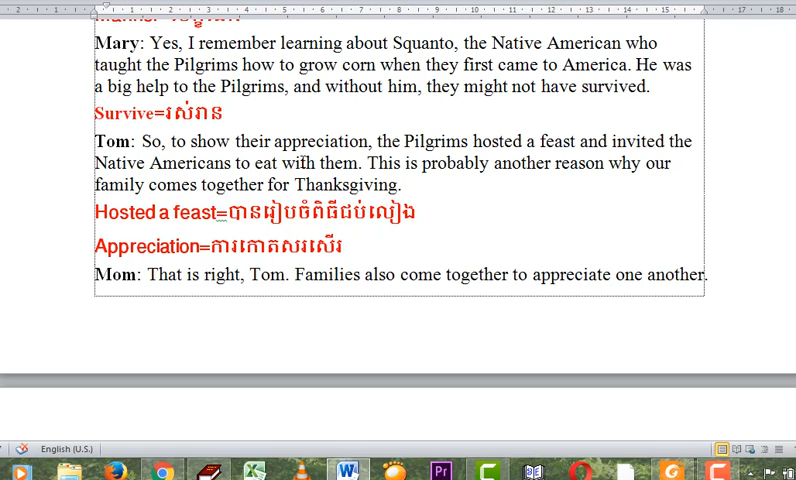 Mary: Yes, I remember learning about Squanto, the Native American who
taught the Pilgrims how to grow corn when they first came to America. He was
a big help to the Pilgrims, and without him, they might not have survived.
Survive=រស់រាន
Tom: So, to show their appreciation, the Pilgrims hosted a feast and invited the
Native Americans to eat with them. This is probably another reason why our
family comes together for Thanksgiving.
Hosted a feast=បានរៀបចំពិធីជប់លៀង
Appreciation=ការកោតសរសើរ
Mom: That is right, Tom. Families also come together to appreciate one another.
English (U.S.)